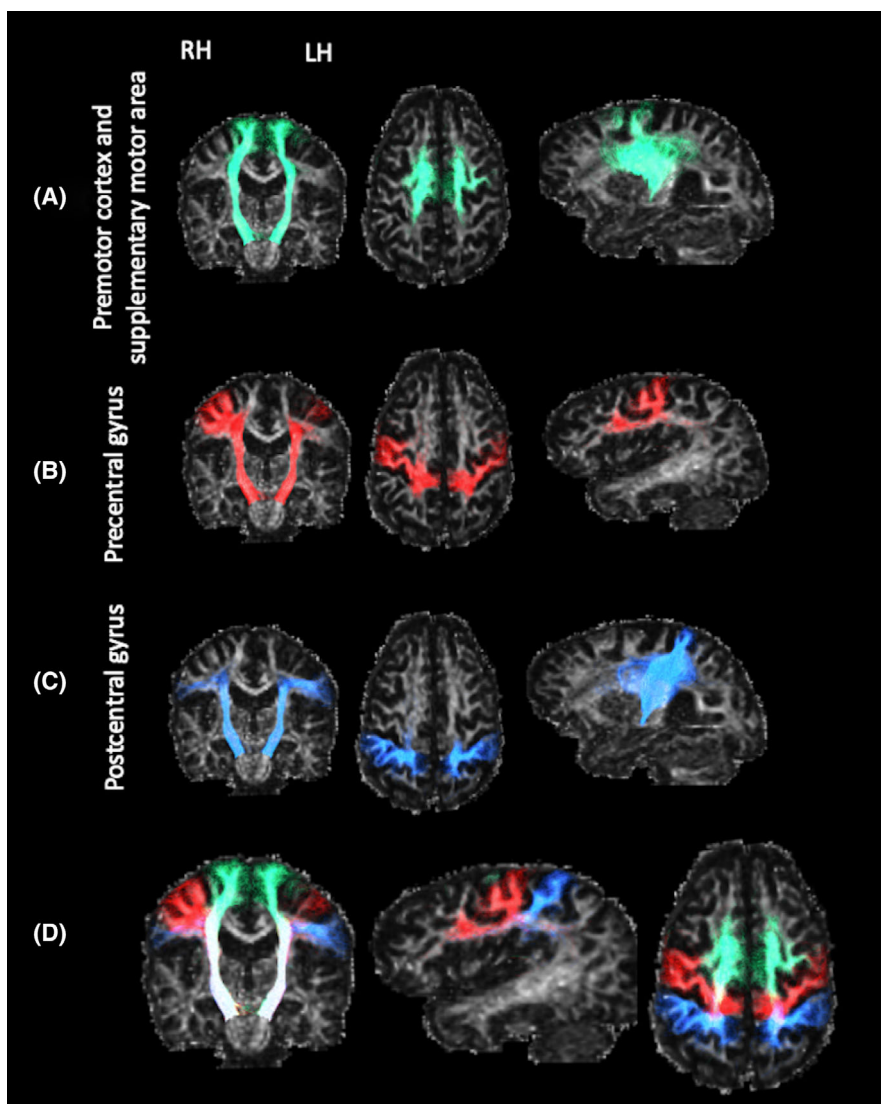 RH LH
(A)
Premotor cortex and
supplementary motor area
(B)
Precentral gyrus
(C)
Postcentral gyrus
(D)